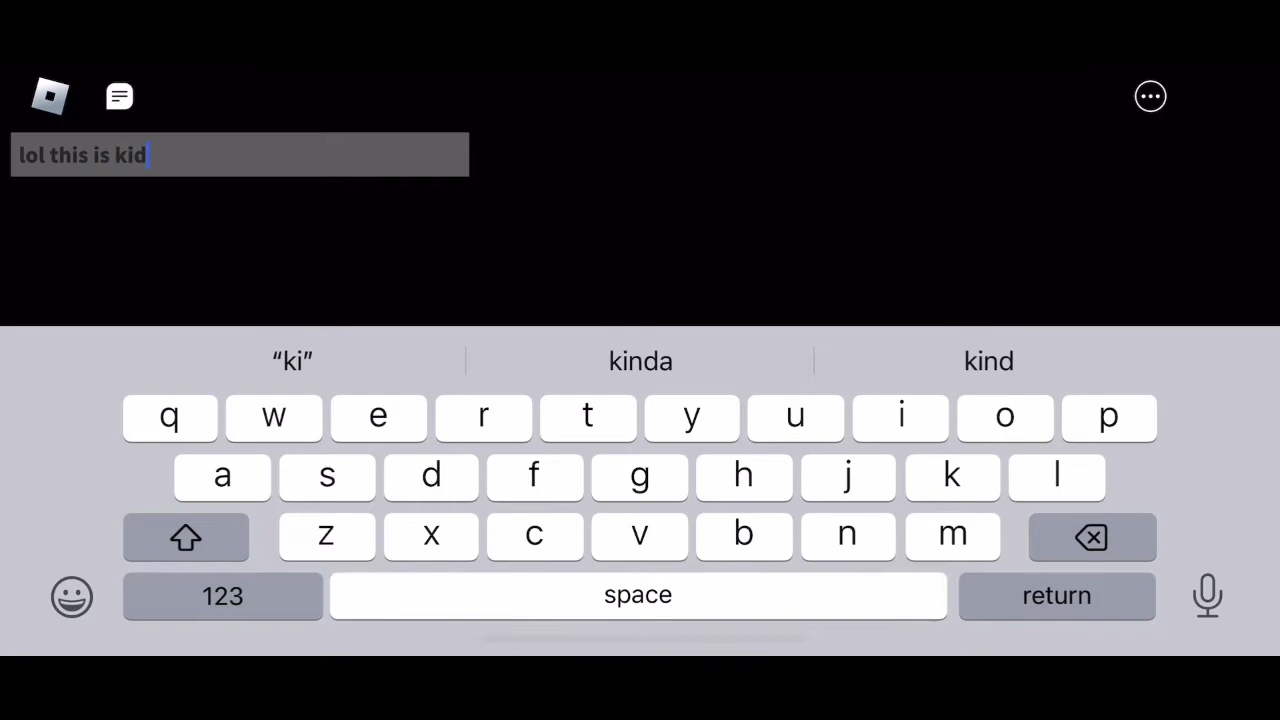 lol this is kid
“ki” kinda kind
q w e r t y u i o p
a s d f g h j k l
z x c v b n m
123 space return